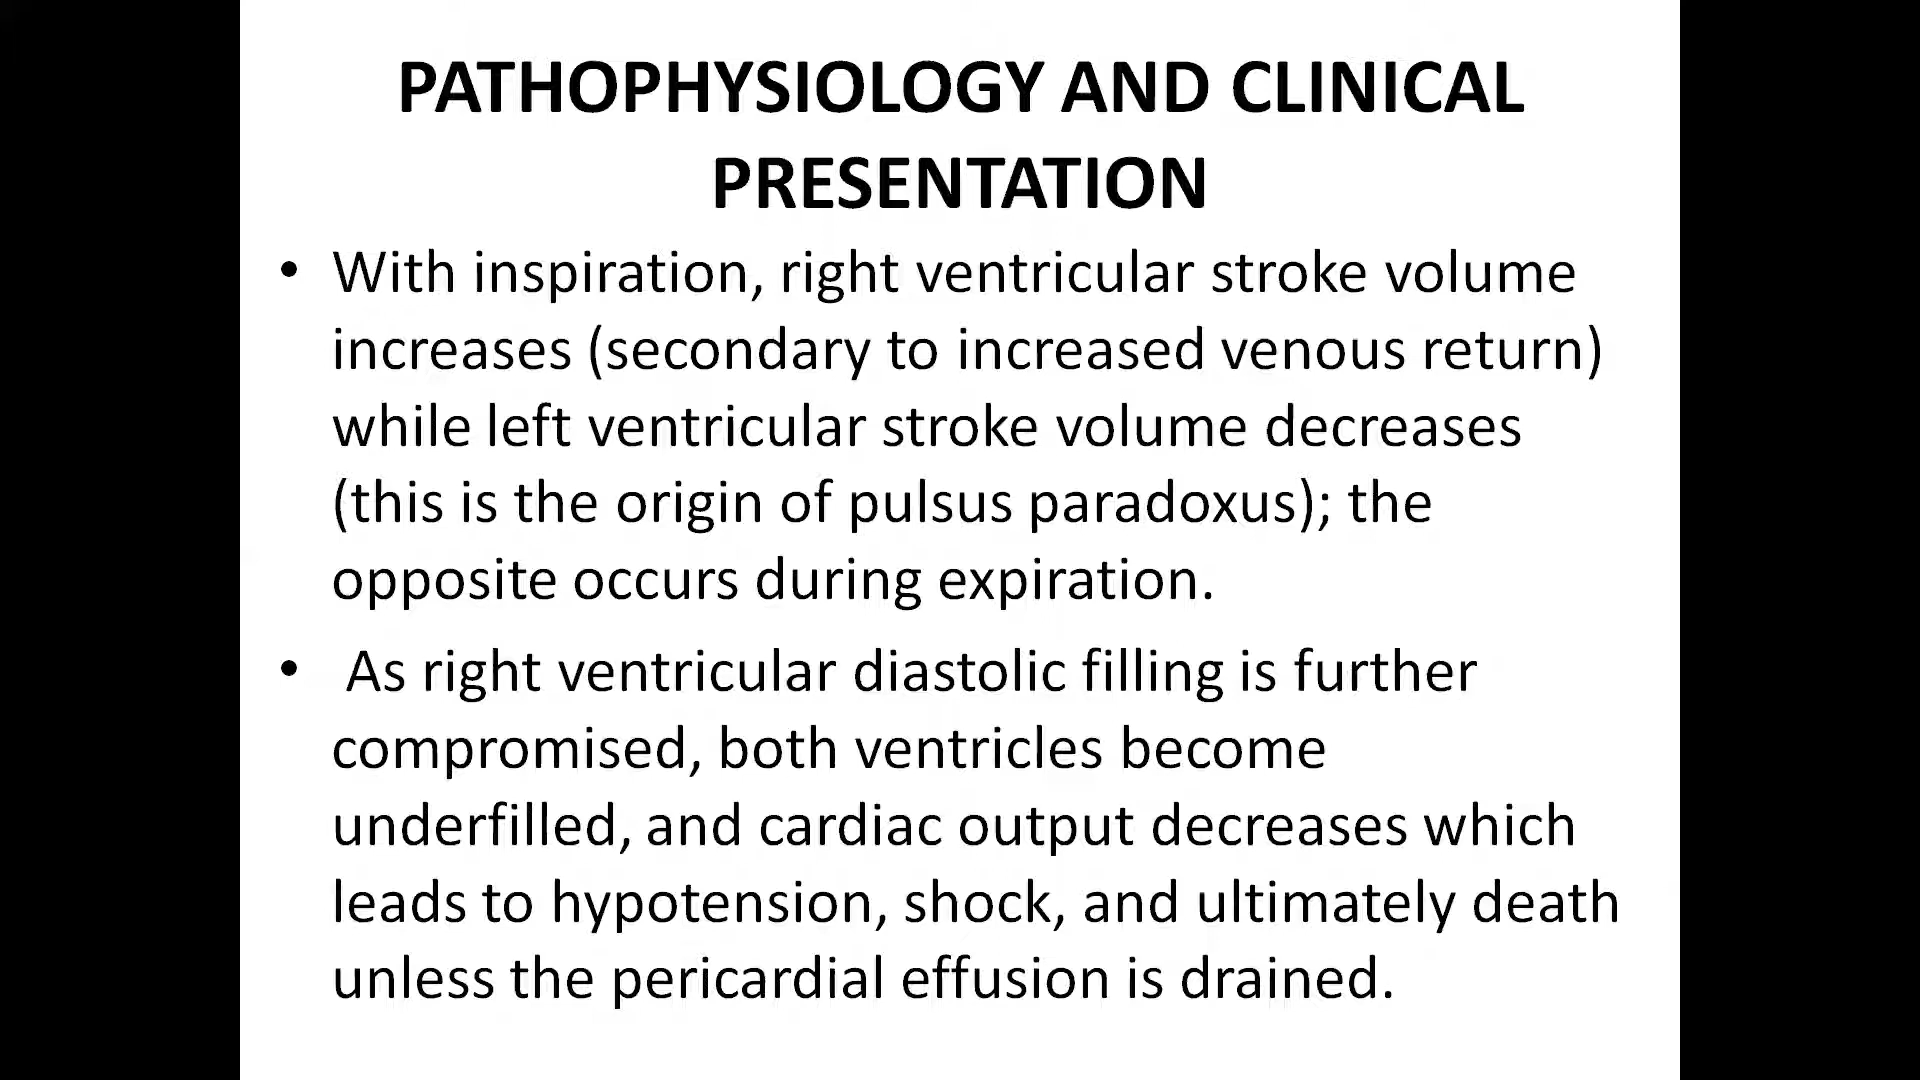 PATHOPHYSIOLOGY AND CLINICAL
PRESENTATION
• With inspiration, right ventricular stroke volume
increases (secondary to increased venous return)
while left ventricular stroke volume decreases
(this is the origin of pulsus paradoxus); the
opposite occurs during expiration.
• As right ventricular diastolic filling is further
compromised, both ventricles become
underfilled, and cardiac output decreases which
leads to hypotension, shock, and ultimately death
unless the pericardial effusion is drained.